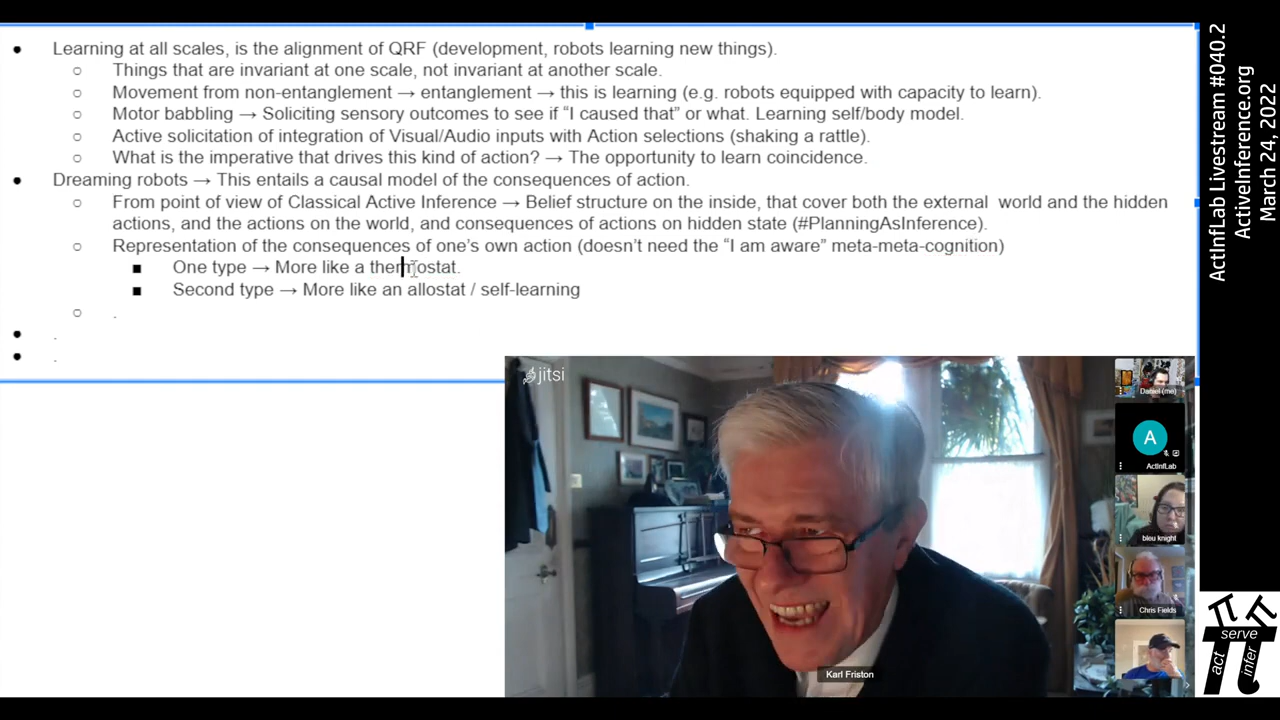 Learning at all scales, is the alignment of QRF (development, robots learning new things).
Things that are invariant at one scale, not invariant at another scale.
Movement from non-entanglement → entanglement → this is learning (e.g. robots equipped with capacity to learn).
Motor babbling → Soliciting sensory outcomes to see if “I caused that” or what. Learning self/body model.
Active solicitation of integration of Visual/Audio inputs with Action selections (shaking a rattle).
What is the imperative that drives this kind of action? → The opportunity to learn coincidence.
Dreaming robots → This entails a causal model of the consequences of action.
From point of view of Classical Active Inference → Belief structure on the inside, that cover both the external world and the hidden
actions, and the actions on the world, and consequences of actions on hidden state (#PlanningAsInference).
Representation of the consequences of one’s own action (doesn’t need the “I am aware” meta-meta-cognition)
One type → More like a thermostat.
Second type → More like an allostat / self-learning
.
.
.
jitsi
Karl Friston
Daniel (me)
A
ActInfLab
bleu knight
Chris Fields
ActInfLab Livestream #040.2
ActiveInference.org
March 24, 2022
act
serve
infer